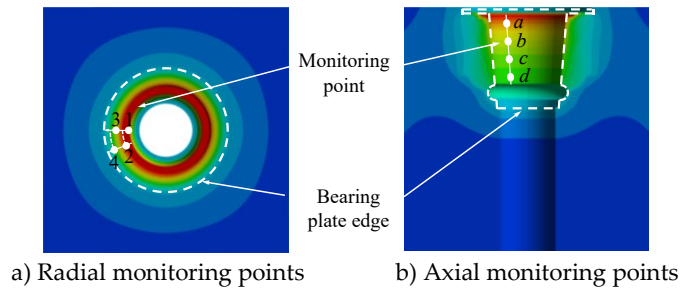 3 1
4 2
Monitoring
point
Bearing
plate edge
a
b
c
d
a) Radial monitoring points
b) Axial monitoring points